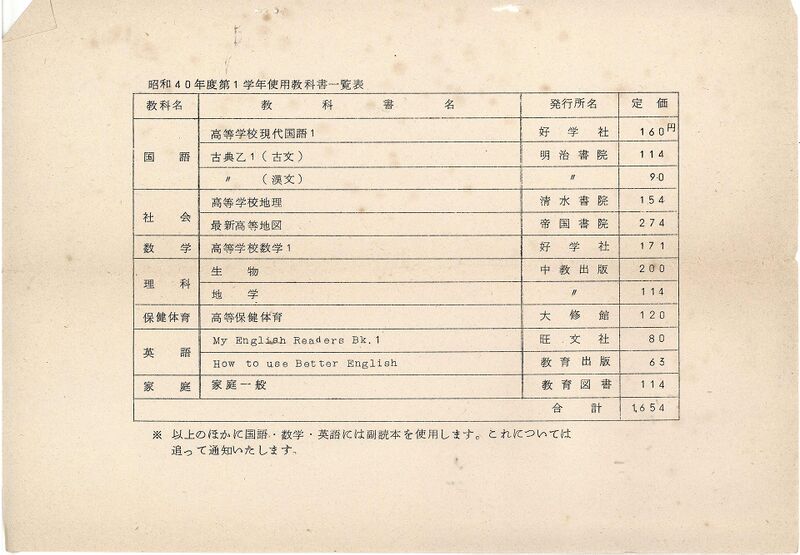 昭和40年度第1学年使用教科書一覧表
教科名 教科書名 発行所名 定価
国語 高等学校現代国語1 好学社 160円
古典乙1（古文） 明治書院 114
〃 （漢文） 〃 90
社会 高等学校地理 清水書院 154
最新高等地図 帝国書院 274
数学 高等学校数学1 好学社 171
理科 生物 中教出版 200
地学 〃 114
保健体育 高等保健体育 大修館 120
英語 My English Readers Bk.1 旺文社 80
How to use Better English 教育出版 63
家庭 家庭一般 教育図書 114
合計 1,654
※ 以上のほかに国語・数学・英語には副読本を使用します。これについては
追って通知いたします。